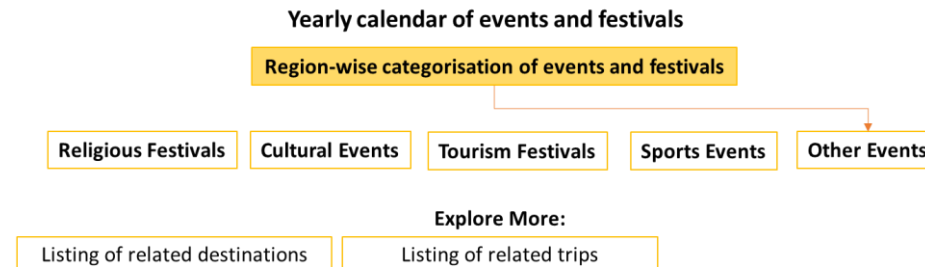 Yearly calendar of events and festivals
Region-wise categorisation of events and festivals
Religious Festivals
Cultural Events
Tourism Festivals
Sports Events
Other Events
Explore More:
Listing of related destinations
Listing of related trips